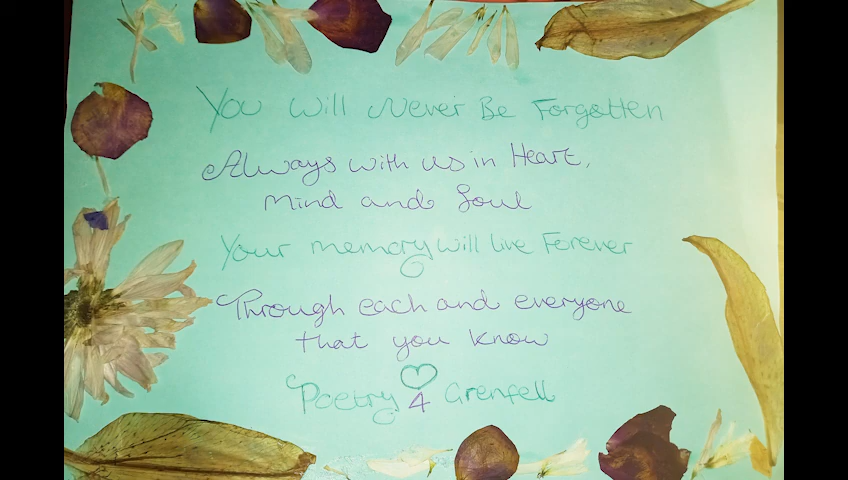 You Will Never Be Forgotten
Always with us in Heart,
Mind and Soul
Your memory will live Forever
Through each and everyone
that you know
Poetry 4 Grenfell